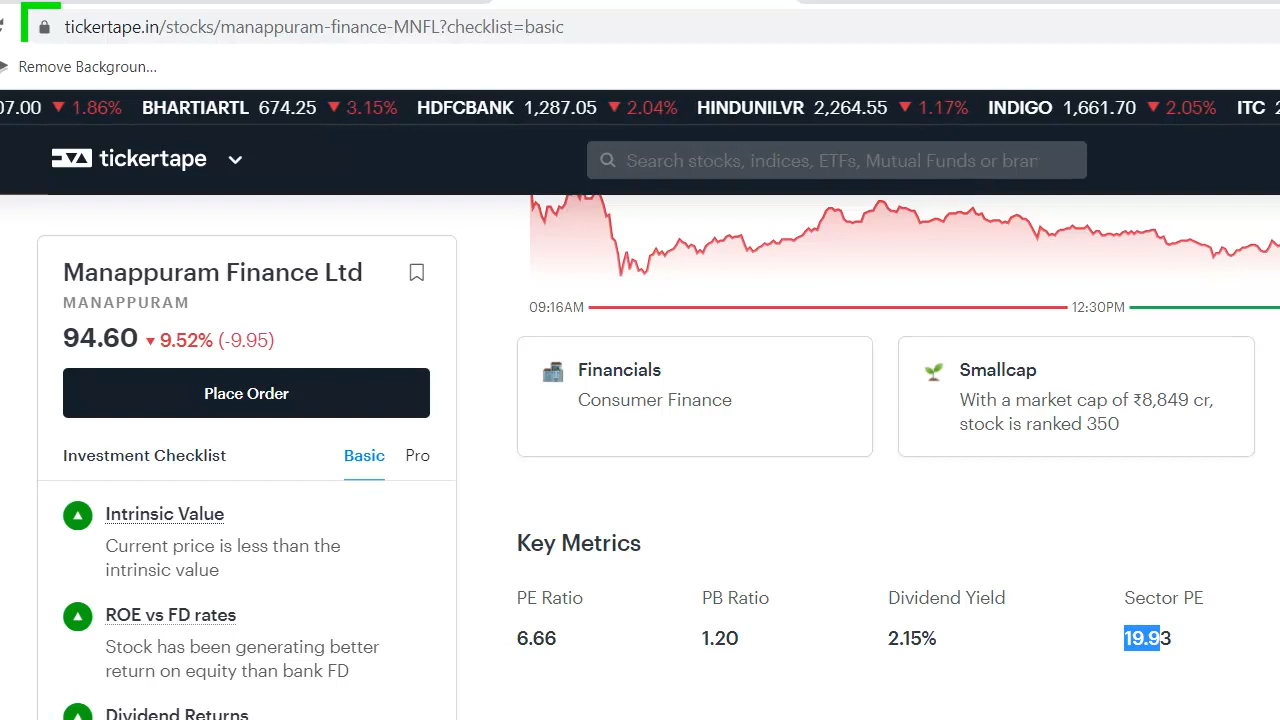 tickertape.in/stocks/manappuram-finance-MNFL?checklist=basic
Remove Backgroun...
07.00 ▼ 1.86% BHARTIARTL 674.25 ▼ 3.15% HDFCBANK 1,287.05 ▼ 2.04% HINDUNILVR 2,264.55 ▼ 1.17% INDIGO 1,661.70 ▼ 2.05% ITC 2
tickertape
Search stocks, indices, ETFs, Mutual Funds or bran
09:16AM 12:30PM
Manappuram Finance Ltd
MANAPPURAM
94.60 ▼ 9.52% (-9.95)
Place Order
Investment Checklist Basic Pro
Intrinsic Value
Current price is less than the
intrinsic value
ROE vs FD rates
Stock has been generating better
return on equity than bank FD
Dividend Returns
Financials
Consumer Finance
Smallcap
With a market cap of ₹8,849 cr,
stock is ranked 350
Key Metrics
PE Ratio PB Ratio Dividend Yield Sector PE
6.66 1.20 2.15% 19.93